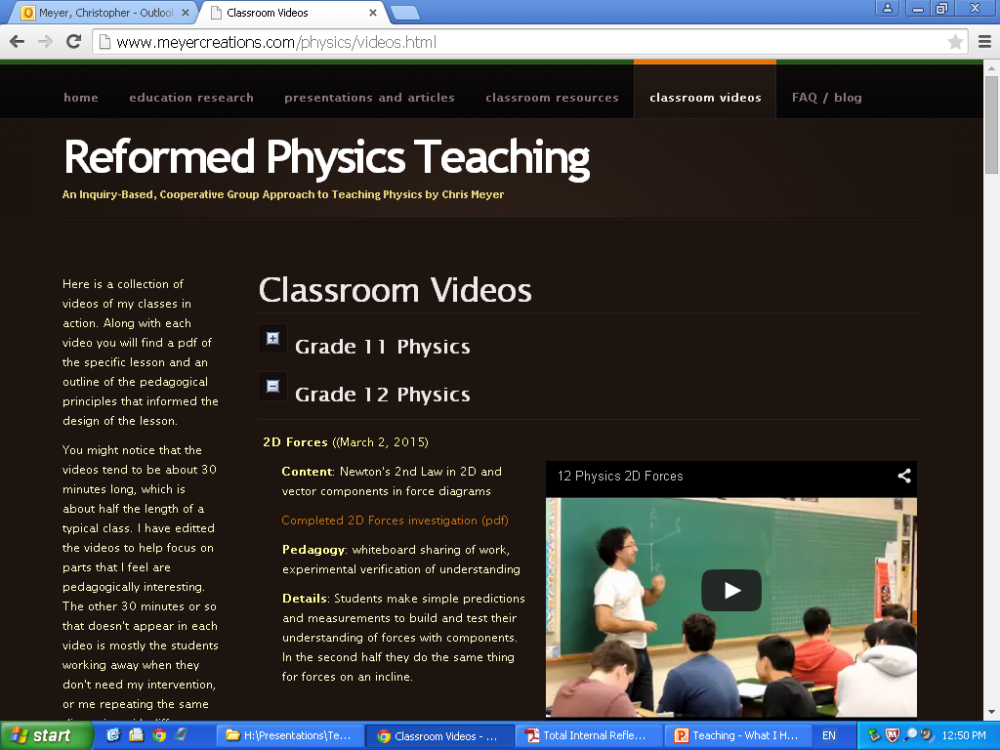 Meyer, Christopher - Outlook
Classroom Videos
www.meyercreations.com/physics/videos.html
home
education research
presentations and articles
classroom resources
classroom videos
FAQ / blog
Reformed Physics Teaching
An Inquiry-Based, Cooperative Group Approach to Teaching Physics by Chris Meyer
Here is a collection of
videos of my classes in
action. Along with each
video you will find a pdf of
the specific lesson and an
outline of the pedagogical
principles that informed the
design of the lesson.
You might notice that the
videos tend to be about 30
minutes long, which is
about half the length of a
typical class. I have editted
the videos to help focus on
parts that I feel are
pedagogically interesting.
The other 30 minutes or so
that doesn't appear in each
video is mostly the students
working away when they
don't need my intervention,
or me repeating the same
Classroom Videos
Grade 11 Physics
Grade 12 Physics
2D Forces ((March 2, 2015)
Content: Newton's 2nd Law in 2D and
vector components in force diagrams
Completed 2D Forces investigation (pdf)
Pedagogy: whiteboard sharing of work,
experimental verification of understanding
Details: Students make simple predictions
and measurements to build and test their
understanding of forces with components.
In the second half they do the same thing
for forces on an incline.
12 Physics 2D Forces
start
H:\Presentations\Te...
Classroom Videos - ...
Total Internal Refle...
Teaching - What I H...
EN
12:50 PM